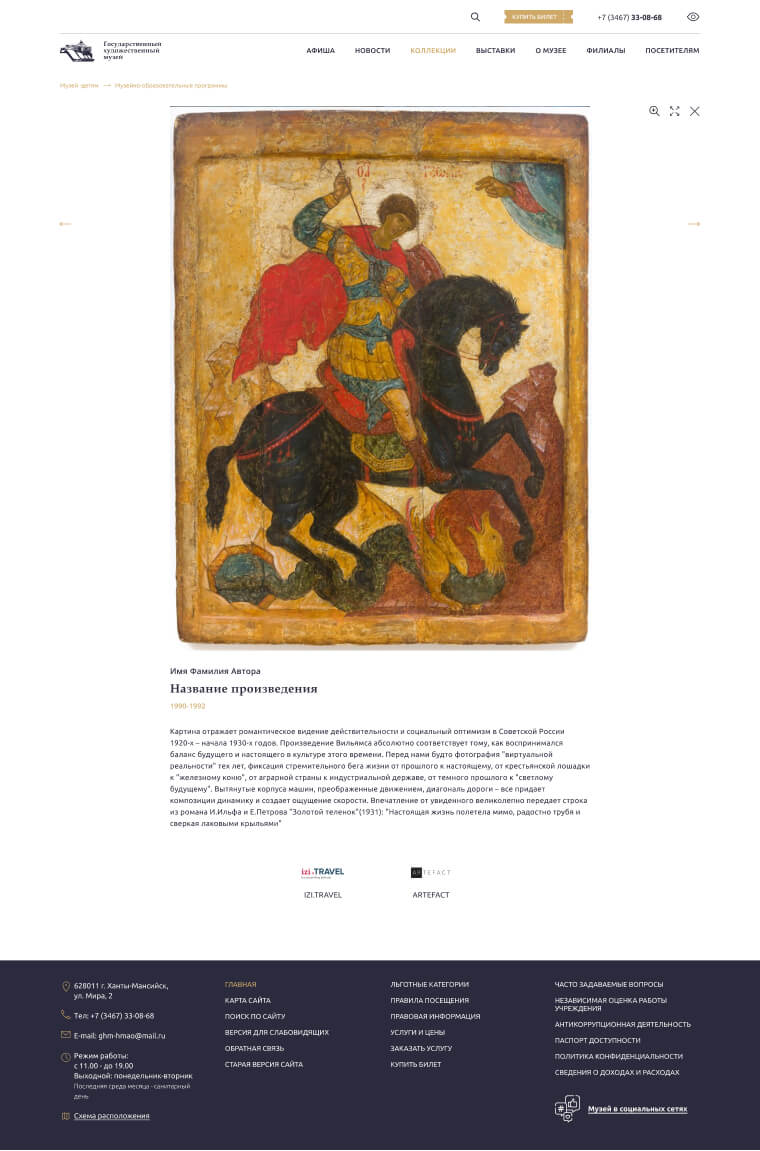 КУПИТЬ БИЛЕТ
+7 (3467) 33-08-68
Государственный
художественный
музей
АФИША
НОВОСТИ
КОЛЛЕКЦИИ
ВЫСТАВКИ
О МУЗЕЕ
ФИЛИАЛЫ
ПОСЕТИТЕЛЯМ
Музей-детям → Музейно-образовательные программы
Имя Фамилия Автора
Название произведения
1990-1992
Картина отражает романтическое видение действительности и социальный оптимизм в Советской России
1920-х – начала 1930-х годов. Произведение Вильямса абсолютно соответствует тому, как воспринимался
баланс будущего и настоящего в культуре этого времени. Перед нами будто фотография "виртуальной
реальности" тех лет, фиксация стремительного бега жизни от прошлого к настоящему, от крестьянской лошадки
к "железному коню", от аграрной страны к индустриальной державе, от темного прошлого к "светлому
будущему". Вытянутые корпуса машин, преображенные движением, диагональ дороги – все придает
композиции динамику и создает ощущение скорости. Впечатление от увиденного великолепно передает строка
из романа И.Ильфа и Е.Петрова "Золотой теленок"(1931): "Настоящая жизнь полетела мимо, радостно трубя и
сверкая лаковыми крыльями"
izi.TRAVEL
IZI.TRAVEL
ARTEFACT
ARTEFACT
628011 г. Ханты-Мансийск,
ул. Мира, 2
Тел: +7 (3467) 33-08-68
E-mail: ghm-hmao@mail.ru
Режим работы:
с 11.00 - до 19.00
Выходной: понедельник-вторник
Последняя среда месяца - санитарный
день
Схема расположения
ГЛАВНАЯ
КАРТА САЙТА
ПОИСК ПО САЙТУ
ВЕРСИЯ ДЛЯ СЛАБОВИДЯЩИХ
ОБРАТНАЯ СВЯЗЬ
СТАРАЯ ВЕРСИЯ САЙТА
ЛЬГОТНЫЕ КАТЕГОРИИ
ПРАВИЛА ПОСЕЩЕНИЯ
ПРАВОВАЯ ИНФОРМАЦИЯ
УСЛУГИ И ЦЕНЫ
ЗАКАЗАТЬ УСЛУГУ
КУПИТЬ БИЛЕТ
ЧАСТО ЗАДАВАЕМЫЕ ВОПРОСЫ
НЕЗАВИСИМАЯ ОЦЕНКА РАБОТЫ
УЧРЕЖДЕНИЯ
АНТИКОРРУПЦИОННАЯ ДЕЯТЕЛЬНОСТЬ
ПАСПОРТ ДОСТУПНОСТИ
ПОЛИТИКА КОНФИДЕНЦИАЛЬНОСТИ
СВЕДЕНИЯ О ДОХОДАХ И РАСХОДАХ
Музей в социальных сетях